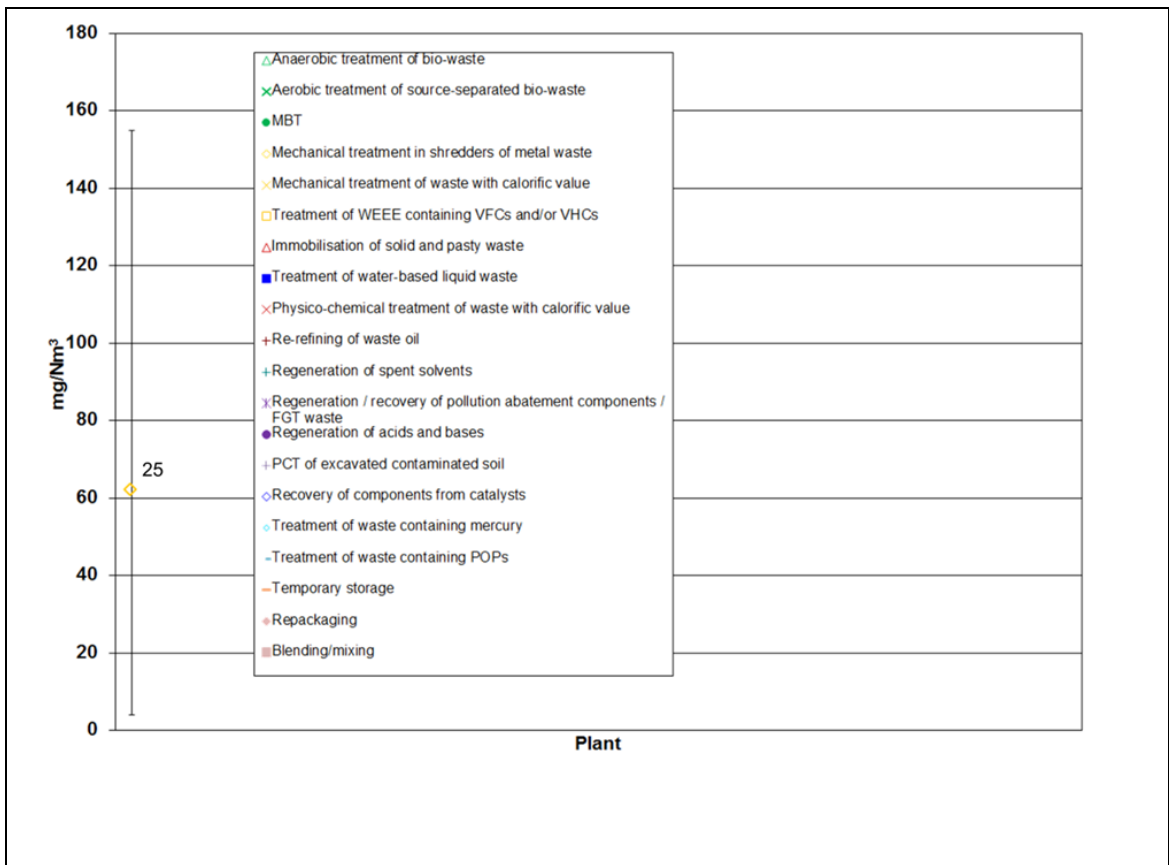 180
160
140
120
100
80
60
40
20
0
mg/Nm³
25
Anaerobic treatment of bio-waste
Aerobic treatment of source-separated bio-waste
MBT
Mechanical treatment in shredders of metal waste
Mechanical treatment of waste with calorific value
Treatment of WEEE containing VFCs and/or VHCs
Immobilisation of solid and pasty waste
Treatment of water-based liquid waste
Physico-chemical treatment of waste with calorific value
Re-refining of waste oil
Regeneration of spent solvents
Regeneration / recovery of pollution abatement components /
FGT waste
Regeneration of acids and bases
PCT of excavated contaminated soil
Recovery of components from catalysts
Treatment of waste containing mercury
Treatment of waste containing POPs
Temporary storage
Repackaging
Blending/mixing
Plant